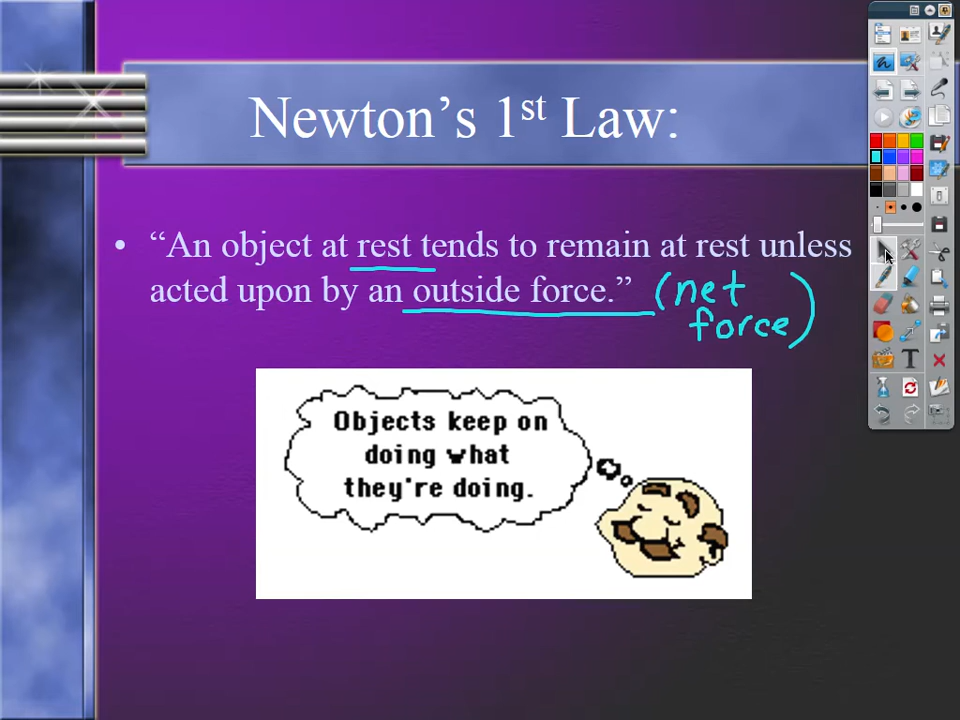 Newton’s 1st Law:
• “An object at rest tends to remain at rest unless
acted upon by an outside force.” (net
force)
Objects keep on
doing what
they're doing.